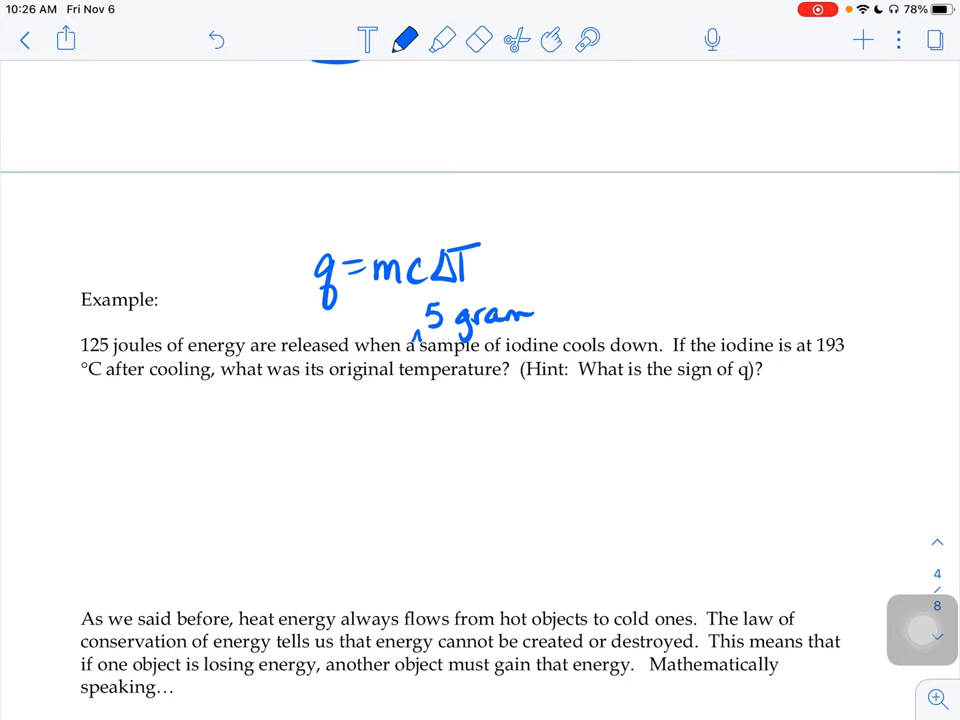 10:26 AM Fri Nov 6
78%
T
q = mcΔT
Example:
^ 5 gram
125 joules of energy are released when a sample of iodine cools down. If the iodine is at 193
°C after cooling, what was its original temperature? (Hint: What is the sign of q)?
4
/
8
As we said before, heat energy always flows from hot objects to cold ones. The law of
conservation of energy tells us that energy cannot be created or destroyed. This means that
if one object is losing energy, another object must gain that energy. Mathematically
speaking…